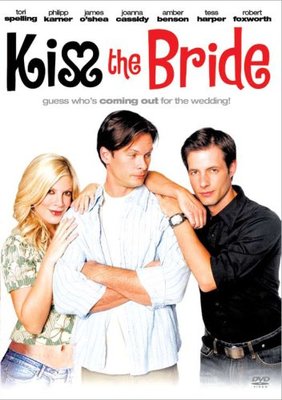 tori spelling philipp karner james o'shea joanna cassidy amber benson tess harper robert foxworth
Kiss the Bride
guess who's coming out for the wedding!
DVD
VIDEO